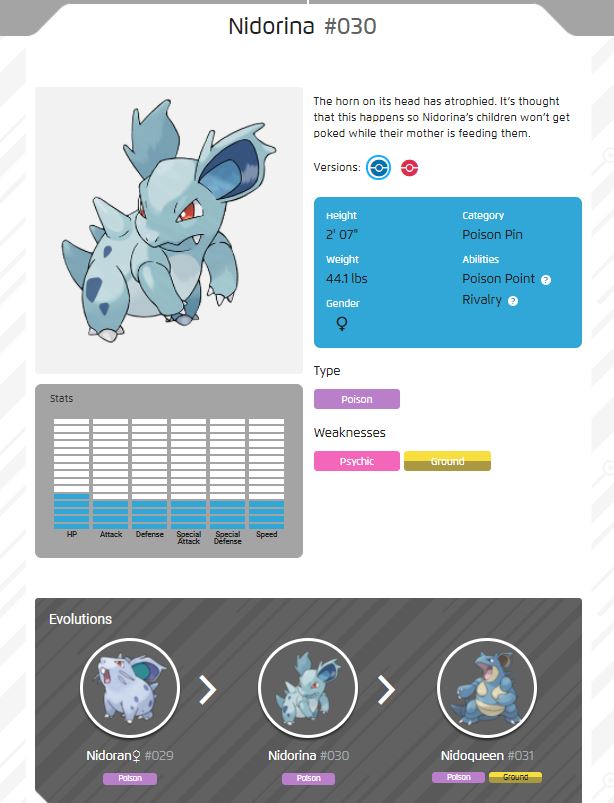 Nidorina #030
The horn on its head has atrophied. It's thought
that this happens so Nidorina's children won't get
poked while their mother is feeding them.
Versions:
Height
2' 07"
Weight
44.1 lbs
Gender
♀
Category
Poison Pin
Abilities
Poison Point ?
Rivalry ?
Type
Poison
Weaknesses
Psychic Ground
Stats
HP Attack Defense Special Attack Special Defense Speed
Evolutions
Nidoran♀ #029 Nidorina #030 Nidoqueen #031
Poison Poison Poison Ground